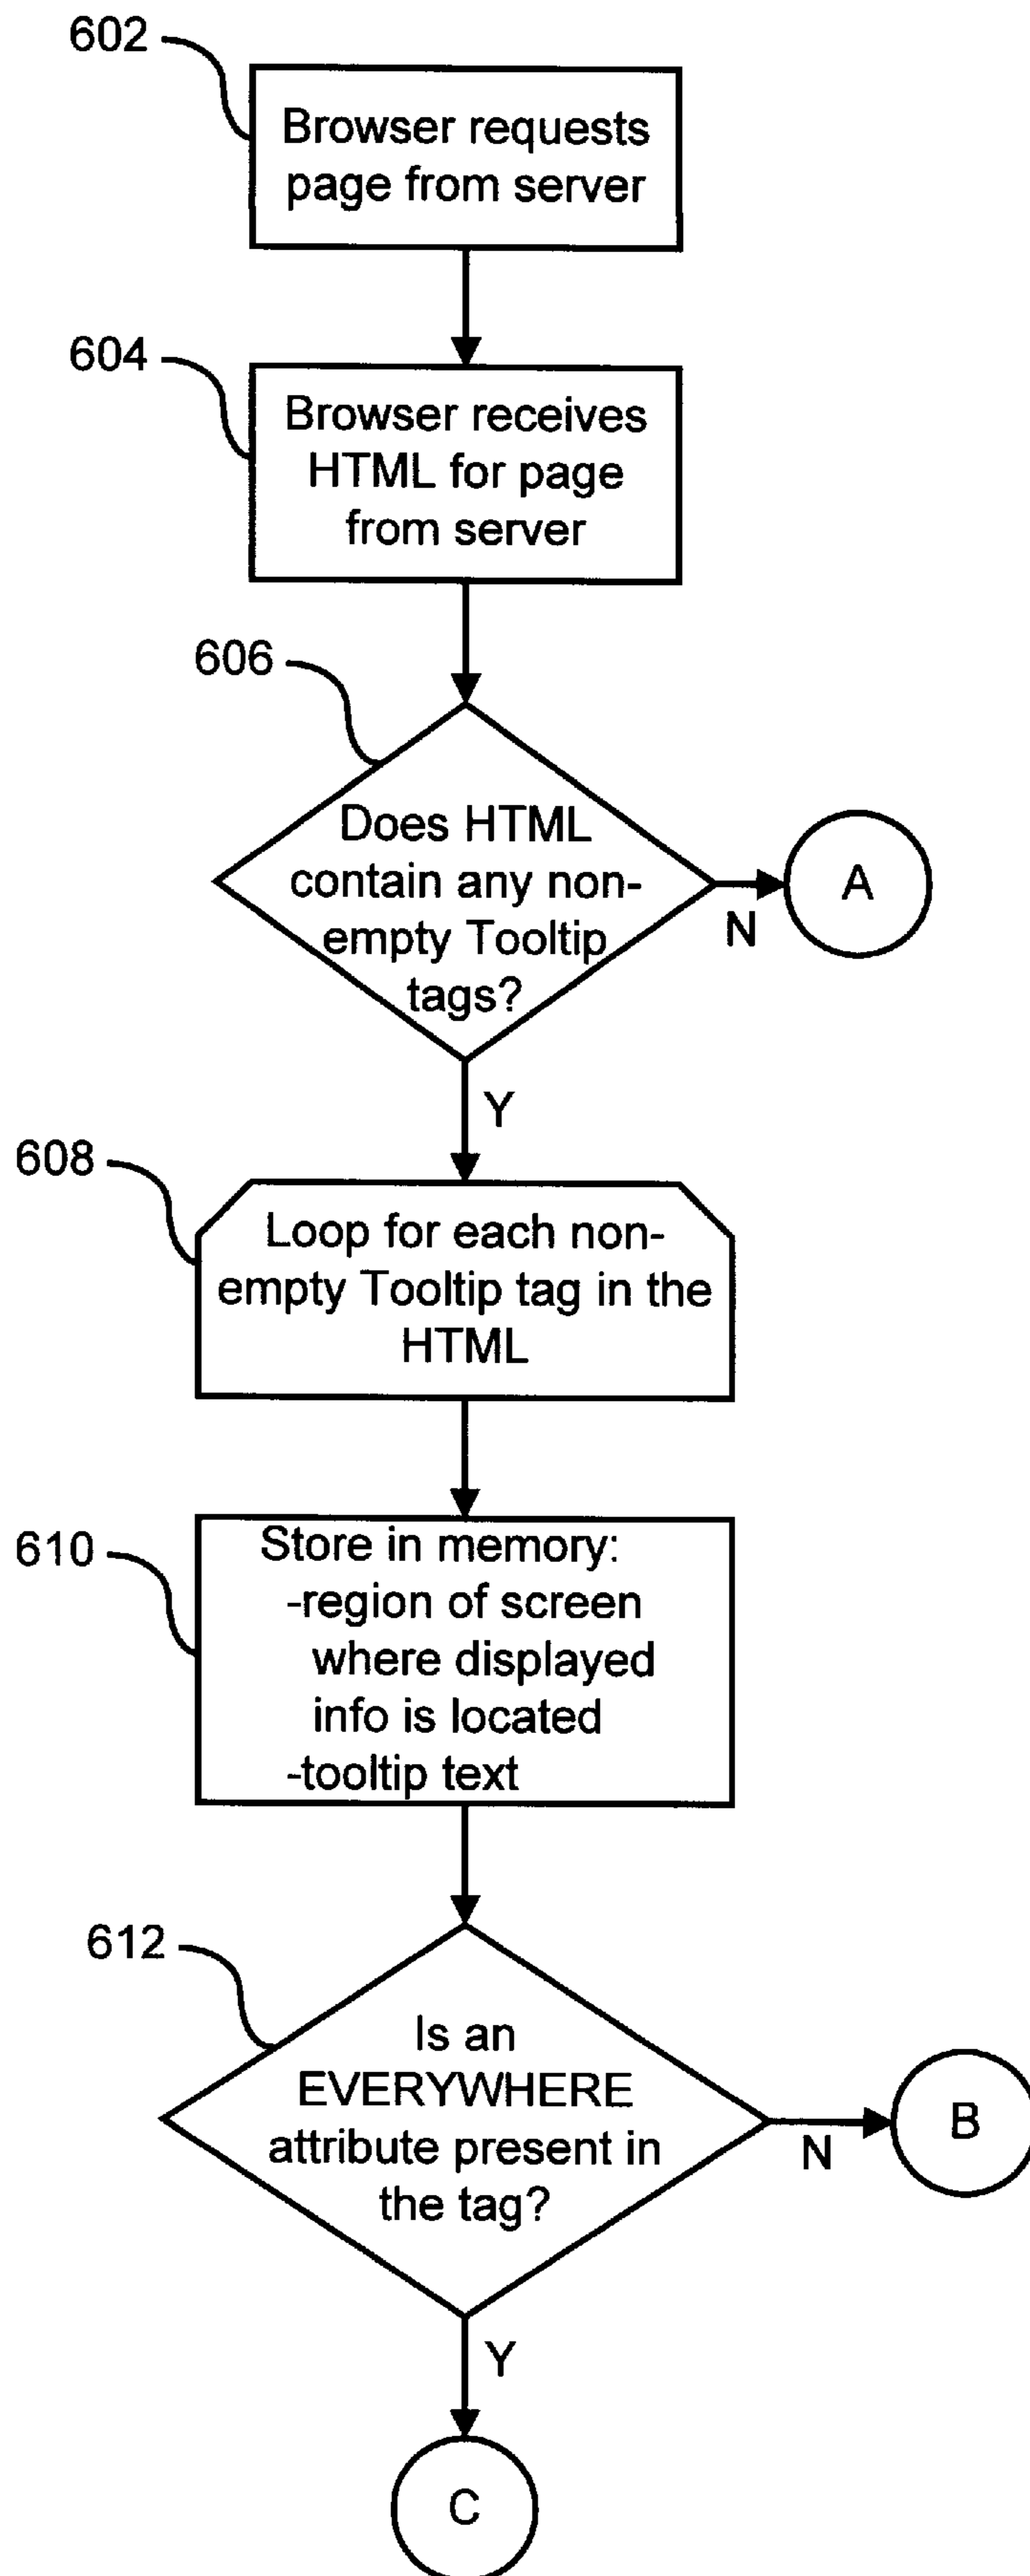 602
Browser requests
page from server
604
Browser receives
HTML for page
from server
606
Does HTML
contain any non-
empty Tooltip
tags?
N
A
Y
608
Loop for each non-
empty Tooltip tag in the
HTML
610
Store in memory:
-region of screen
where displayed
info is located
-tooltip text
612
Is an
EVERYWHERE
attribute present in
the tag?
N
B
Y
C